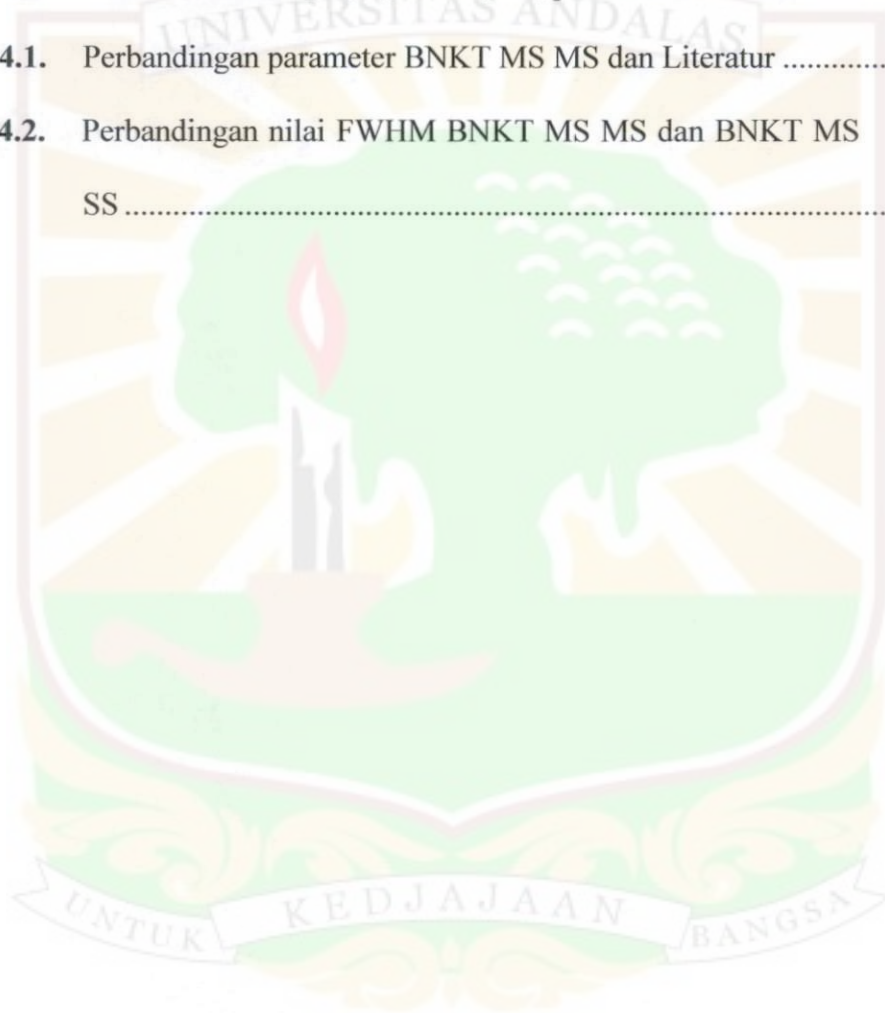 UNIVERSITAS ANDALAS
4.1. Perbandingan parameter BNKT MS MS dan Literatur .............
4.2. Perbandingan nilai FWHM BNKT MS MS dan BNKT MS
SS ................................................................................
UNTUK KEDJAJAAN BANGSA